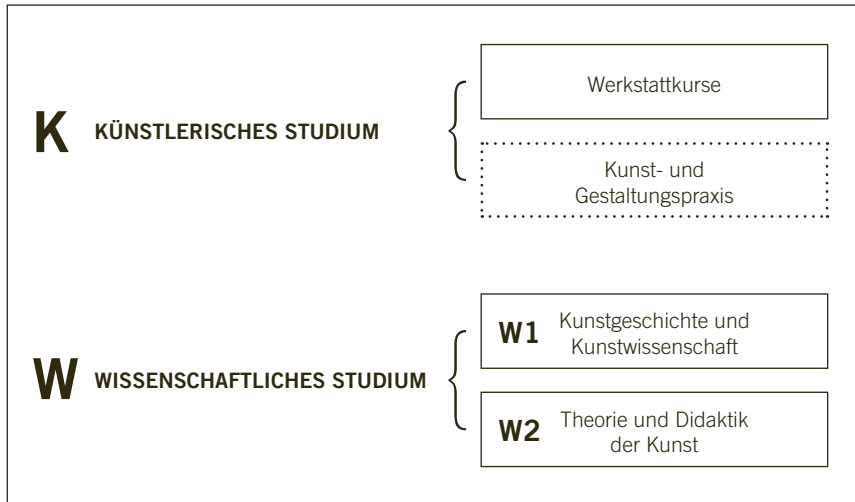 K KÜNSTLERISCHES STUDIUM
Werkstattkurse
Kunst- und
Gestaltungspraxis
W WISSENSCHAFTLICHES STUDIUM
W1 Kunstgeschichte und
Kunstwissenschaft
W2 Theorie und Didaktik
der Kunst